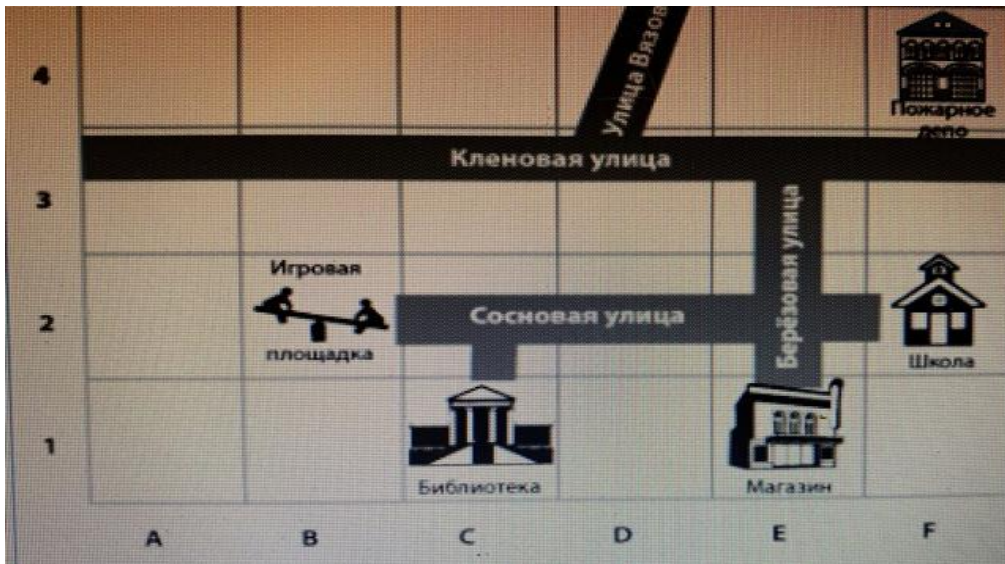 4
Улица Вязов
Пожарное
депо
Кленовая улица
3
Берёзовая улица
Игровая
площадка
2
Сосновая улица
Школа
1
Библиотека
Магазин
A B C D E F